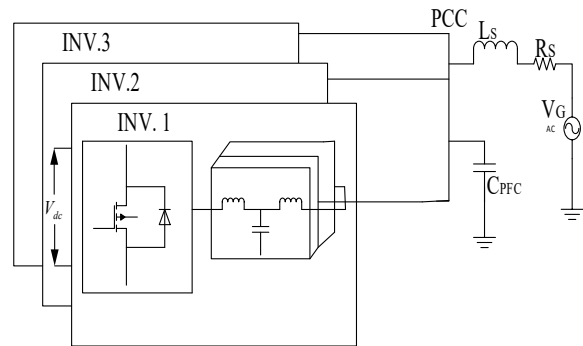 INV.3
PCC
LS
RS
INV.2
INV. 1
VG
AC
CPFC
Vdc